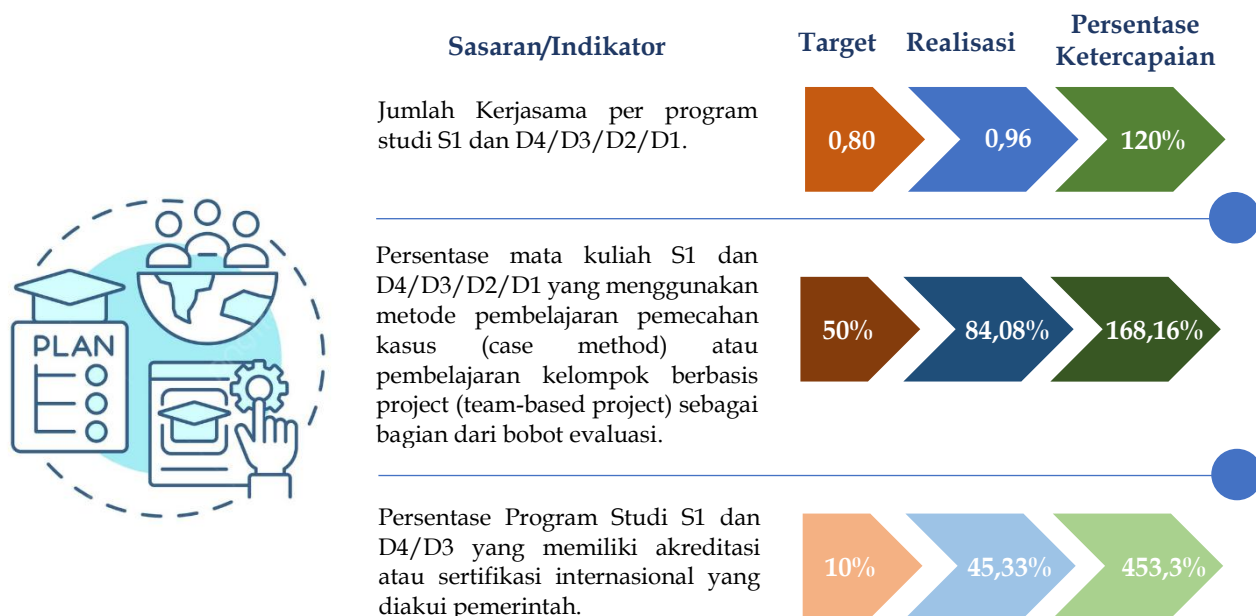 Sasaran/Indikator
Target
Realisasi
Persentase
Ketercapaian
Jumlah Kerjasama per program
studi S1 dan D4/D3/D2/D1.
0,80
0,96
120%
PLAN
Persentase mata kuliah S1 dan
D4/D3/D2/D1 yang menggunakan
metode pembelajaran pemecahan
kasus (case method) atau
pembelajaran kelompok berbasis
project (team-based project) sebagai
bagian dari bobot evaluasi.
50%
84,08%
168,16%
Persentase Program Studi S1 dan
D4/D3 yang memiliki akreditasi
atau sertifikasi internasional yang
diakui pemerintah.
10%
45,33%
453,3%